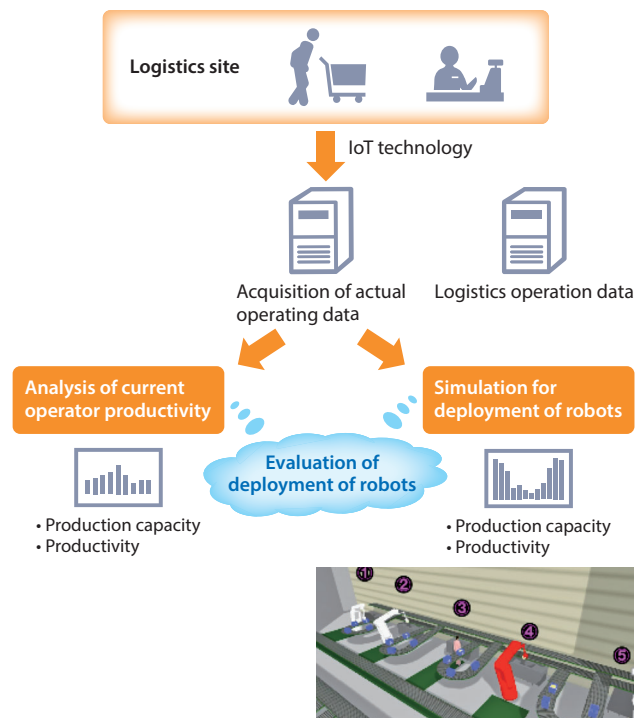 Logistics site
IoT technology
Acquisition of actual
operating data
Logistics operation data
Analysis of current
operator productivity
Simulation for
deployment of robots
Evaluation of
deployment of robots
• Production capacity
• Productivity
• Production capacity
• Productivity
1
2
3
4
5